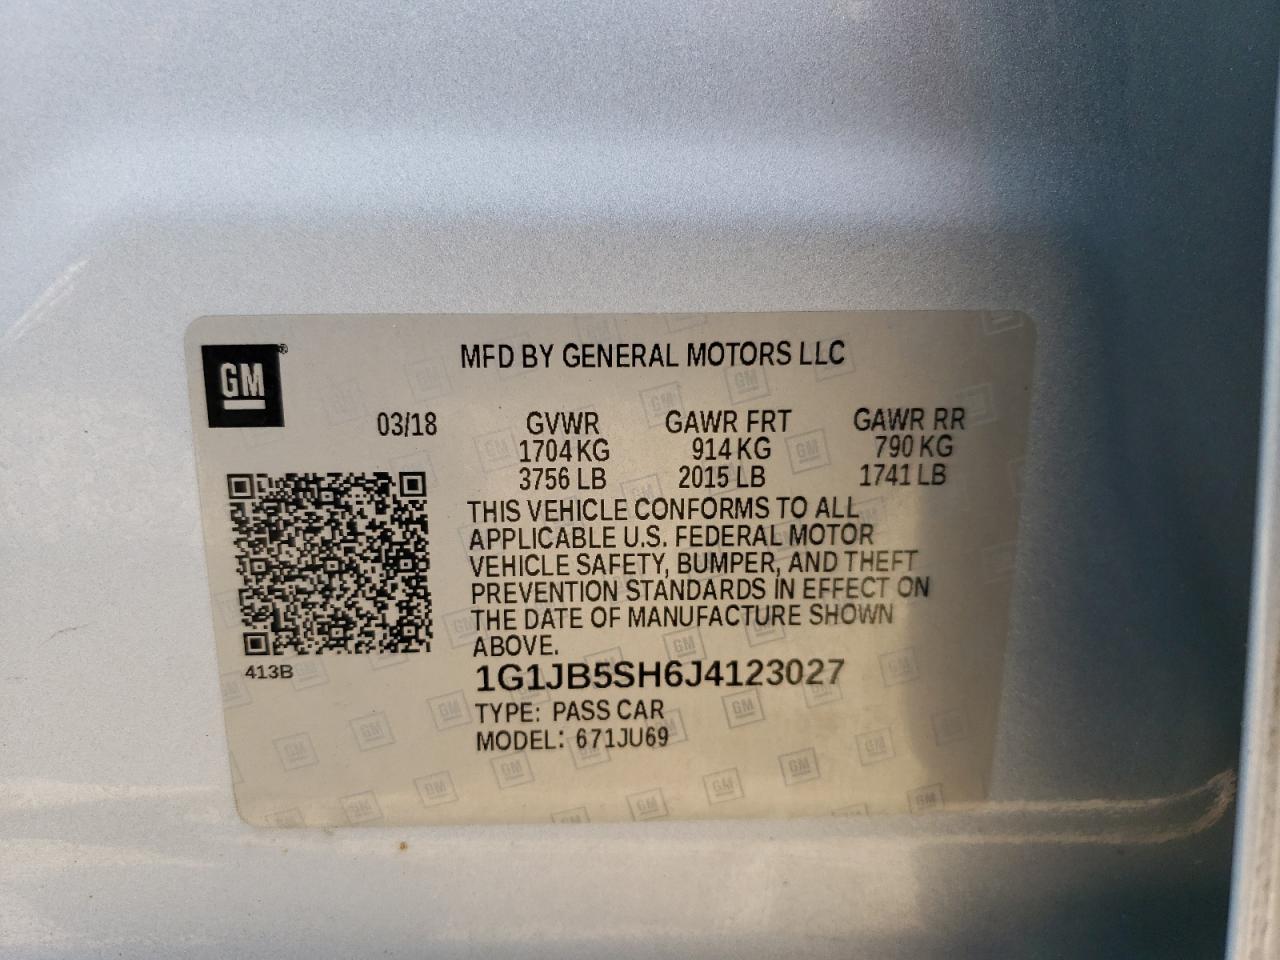 GM®
MFD BY GENERAL MOTORS LLC
03/18 GVWR GAWR FRT GAWR RR
1704 KG 914 KG 790 KG
3756 LB 2015 LB 1741 LB
THIS VEHICLE CONFORMS TO ALL
APPLICABLE U.S. FEDERAL MOTOR
VEHICLE SAFETY, BUMPER, AND THEFT
PREVENTION STANDARDS IN EFFECT ON
THE DATE OF MANUFACTURE SHOWN
ABOVE.
413B
1G1JB5SH6J4123027
TYPE: PASS CAR
MODEL: 671JU69